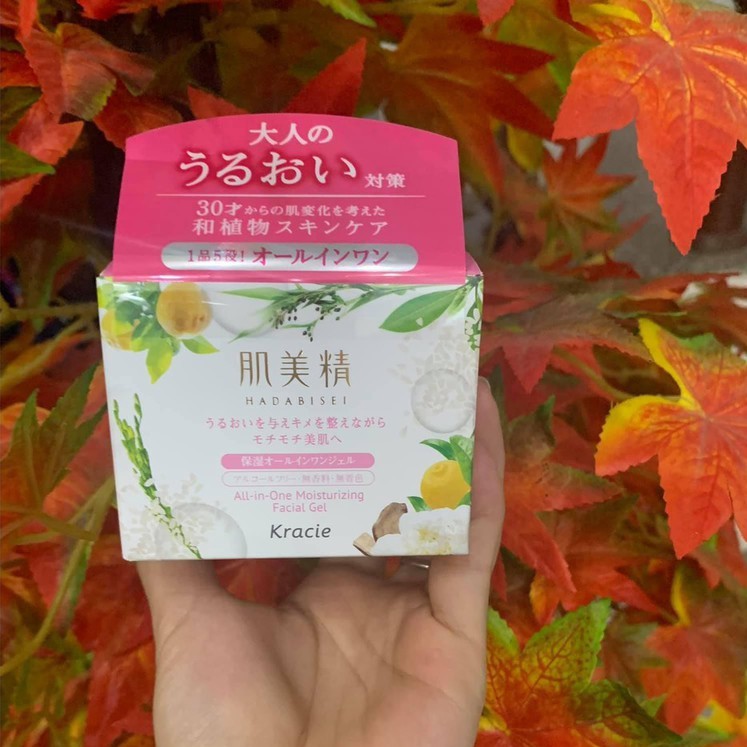 大人の
うるおい対策
30才からの肌変化を考えた
和植物スキンケア
1品5役!オールインワン
肌美精
HADABISEI
うるおいを与えキメを整えながら
モチモチ美肌へ
保湿オールインワンジェル
アルコールフリー・無香料・無着色
All-in-One Moisturizing
Facial Gel
Kracie